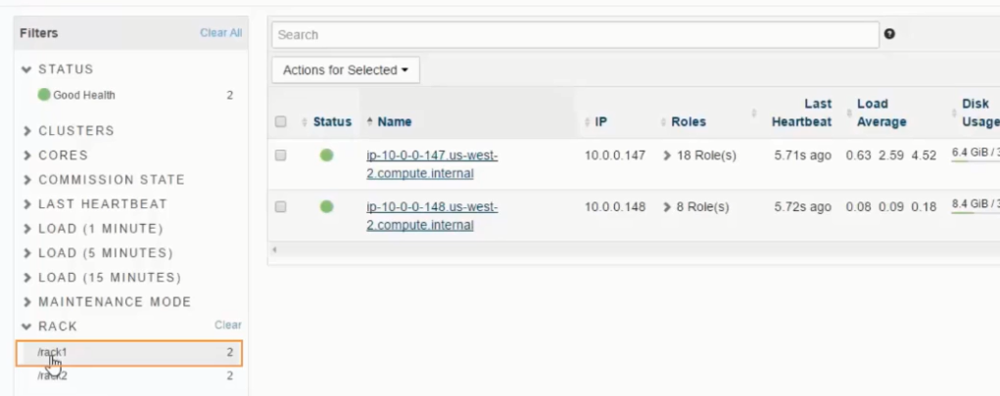 Filters Clear All
STATUS
Good Health 2
CLUSTERS
CORES
COMMISSION STATE
LAST HEARTBEAT
LOAD (1 MINUTE)
LOAD (5 MINUTES)
LOAD (15 MINUTES)
MAINTENANCE MODE
RACK Clear
/rack1 2
/rack2 2
Search
Actions for Selected
Status Name IP Roles Last Heartbeat Load Average Disk Usage
ip-10-0-0-147.us-west-
2.compute.internal
10.0.0.147 18 Role(s) 5.71s ago 0.63 2.59 4.52 6.4 GiB / 3
ip-10-0-0-148.us-west-
2.compute.internal
10.0.0.148 8 Role(s) 5.72s ago 0.08 0.09 0.18 8.4 GiB / 3